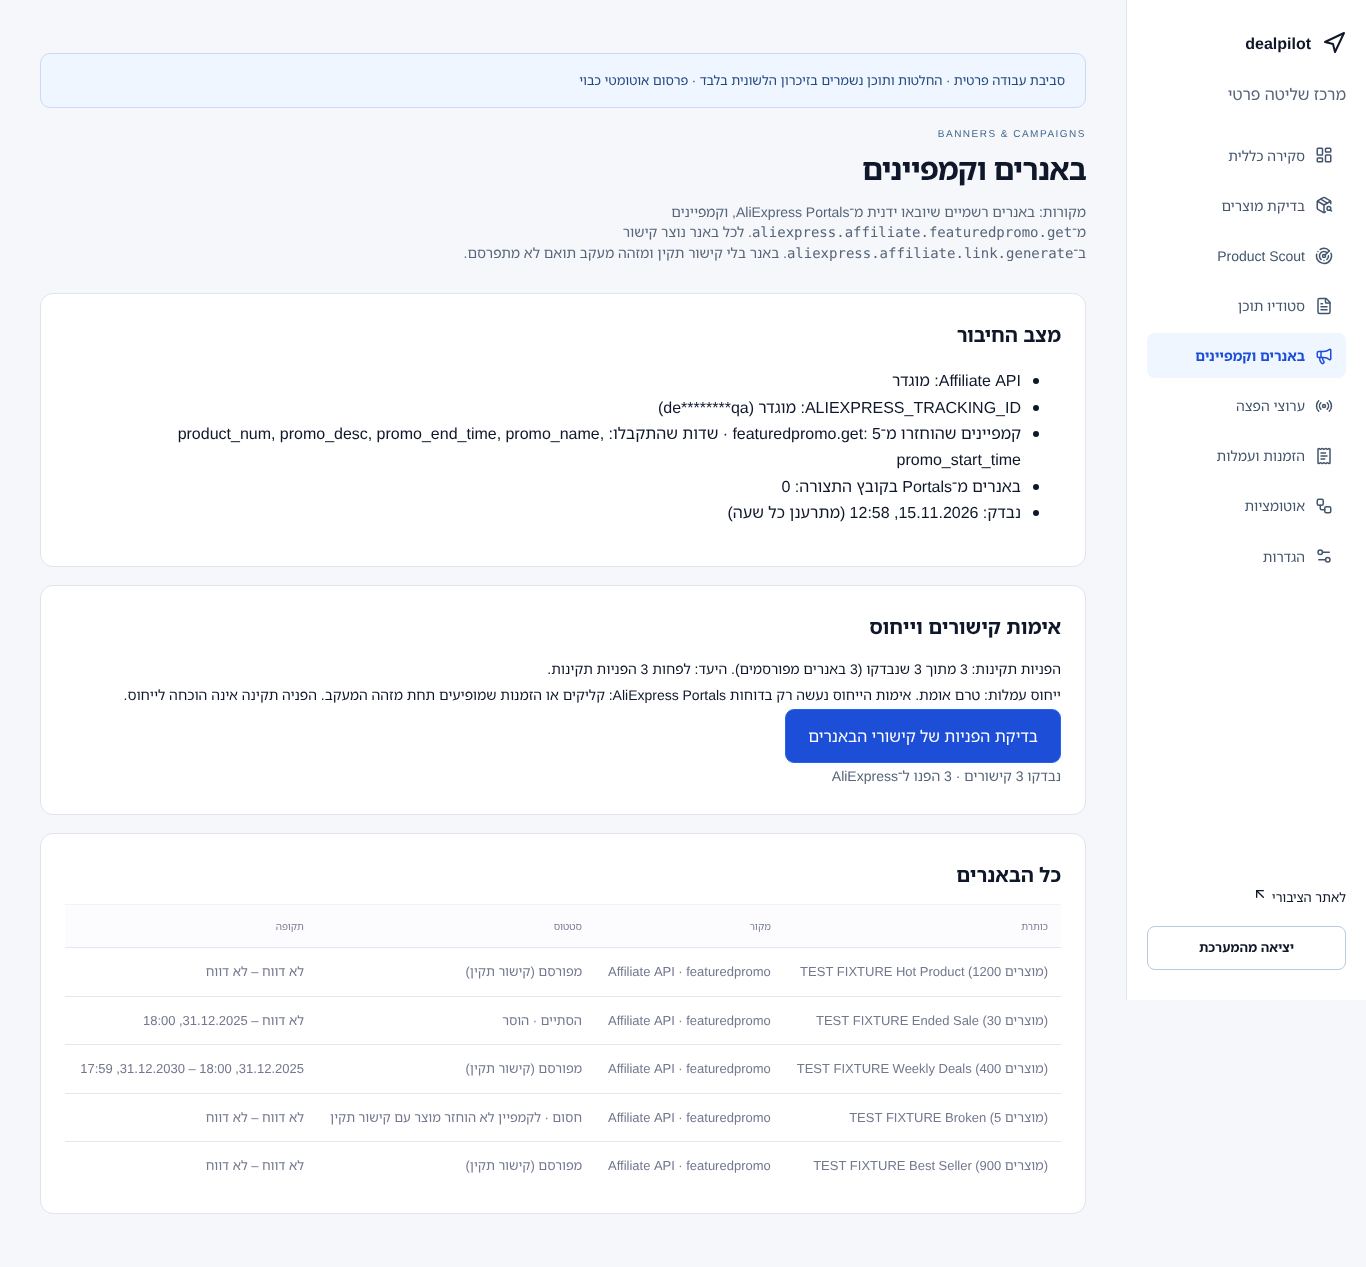 dealpilot
מרכז שליטה פרטי
סקירה כללית
בדיקת מוצרים
Product Scout
סטודיו תוכן
באנרים וקמפיינים
ערוצי הפצה
הזמנות ועמלות
אוטומציות
הגדרות
לאתר הציבורי
יציאה מהמערכת
סביבת עבודה פרטית · החלטות ותוכן נשמרים בזיכרון הלשונית בלבד · פרסום אוטומטי כבוי
BANNERS & CAMPAIGNS
באנרים וקמפיינים
מקורות: באנרים רשמיים שיובאו ידנית מ־AliExpress Portals, וקמפיינים
מ־aliexpress.affiliate.featuredpromo.get. לכל באנר נוצר קישור
ב־aliexpress.affiliate.link.generate. באנר בלי קישור תקין ומזהה מעקב תואם לא מתפרסם.
מצב החיבור
Affiliate API: מוגדר
ALIEXPRESS_TRACKING_ID: מוגדר (de********qa)
קמפיינים שהוחזרו מ־featuredpromo.get: 5 · שדות שהתקבלו: product_num, promo_desc, promo_end_time, promo_name,
promo_start_time
באנרים מ־Portals בקובץ התצורה: 0
נבדק: 15.11.2026, 12:58 (מתרענן כל שעה)
אימות קישורים וייחוס
הפניות תקינות: 3 מתוך 3 שנבדקו (3 באנרים מפורסמים). היעד: לפחות 3 הפניות תקינות.
ייחוס עמלות: טרם אומת. אימות הייחוס נעשה רק בדוחות AliExpress Portals: קליקים או הזמנות שמופיעים תחת מזהה המעקב. הפניה תקינה אינה הוכחה לייחוס.
בדיקת הפניות של קישורי הבאנרים
נבדקו 3 קישורים · 3 הפנו ל־AliExpress
כל הבאנרים
כותרת מקור סטטוס תקופה
TEST FIXTURE Hot Product (1200 מוצרים) Affiliate API · featuredpromo מפורסם (קישור תקין) לא דווח – לא דווח
TEST FIXTURE Ended Sale (30 מוצרים) Affiliate API · featuredpromo הסתיים · הוסר לא דווח – 31.12.2025, 18:00
TEST FIXTURE Weekly Deals (400 מוצרים) Affiliate API · featuredpromo מפורסם (קישור תקין) 31.12.2025, 18:00 – 31.12.2030, 17:59
TEST FIXTURE Broken (5 מוצרים) Affiliate API · featuredpromo חסום · לקמפיין לא הוחזר מוצר עם קישור תקין לא דווח – לא דווח
TEST FIXTURE Best Seller (900 מוצרים) Affiliate API · featuredpromo מפורסם (קישור תקין) לא דווח – לא דווח